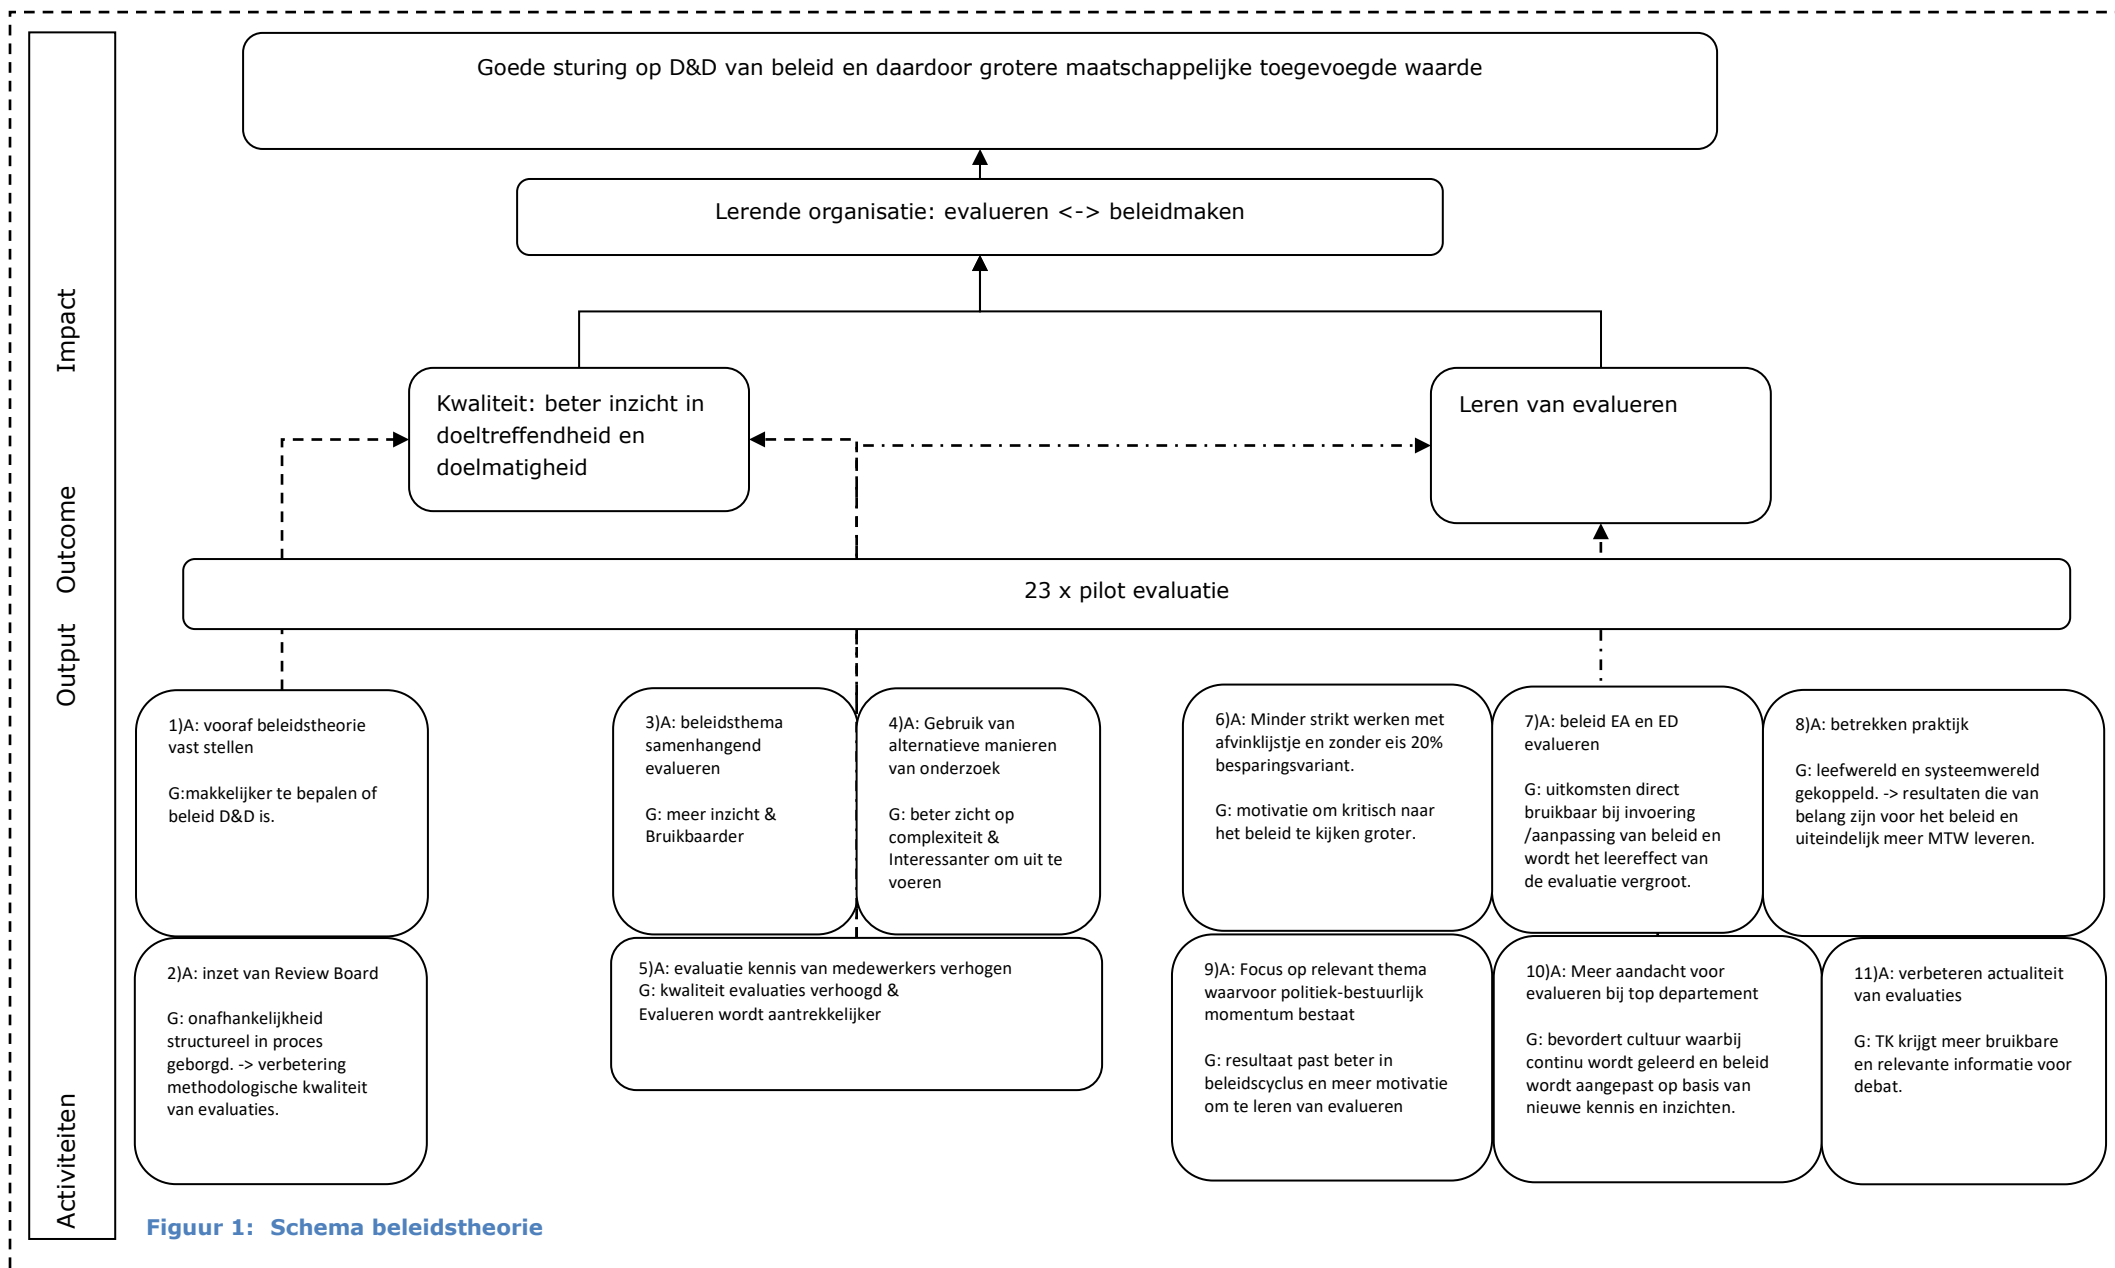 Goede sturing op D&D van beleid en daardoor grotere maatschappelijke toegevoegde waarde
Lerende organisatie: evalueren <-> beleidmaken
Impact
Outcome
Output
Activiteiten
Kwaliteit: beter inzicht in
doeltreffendheid en
doelmatigheid
Leren van evalueren
23 x pilot evaluatie
1)A: vooraf beleidstheorie
vast stellen
G:makkelijker te bepalen of
beleid D&D is.
2)A: inzet van Review Board
G: onafhankelijkheid
structureel in proces
geborgd. -> verbetering
methodologische kwaliteit
van evaluaties.
3)A: beleidsthema
samenhangend
evalueren
G: meer inzicht &
Bruikbaarder
4)A: Gebruik van
alternatieve manieren
van onderzoek
G: beter zicht op
complexiteit &
Interessanter om uit te
voeren
5)A: evaluatie kennis van medewerkers verhogen
G: kwaliteit evaluaties verhoogd &
Evalueren wordt aantrekkelijker
6)A: Minder strikt werken met
afvinklijstje en zonder eis 20%
besparingsvariant.
G: motivatie om kritisch naar
het beleid te kijken groter.
7)A: beleid EA en ED
evalueren
G: uitkomsten direct
bruikbaar bij invoering
/aanpassing van beleid en
wordt het leereffect van
de evaluatie vergroot.
8)A: betrekken praktijk
G: leefwereld en systeemwereld
gekoppeld. -> resultaten die van
belang zijn voor het beleid en
uiteindelijk meer MTW leveren.
9)A: Focus op relevant thema
waarvoor politiek-bestuurlijk
momentum bestaat
G: resultaat past beter in
beleidscyclus en meer motivatie
om te leren van evalueren
10)A: Meer aandacht voor
evalueren bij top departement
G: bevordert cultuur waarbij
continu wordt geleerd en beleid
wordt aangepast op basis van
nieuwe kennis en inzichten.
11)A: verbeteren actualiteit
van evaluaties
G: TK krijgt meer bruikbare
en relevante informatie voor
debat.
Figuur 1: Schema beleidstheorie